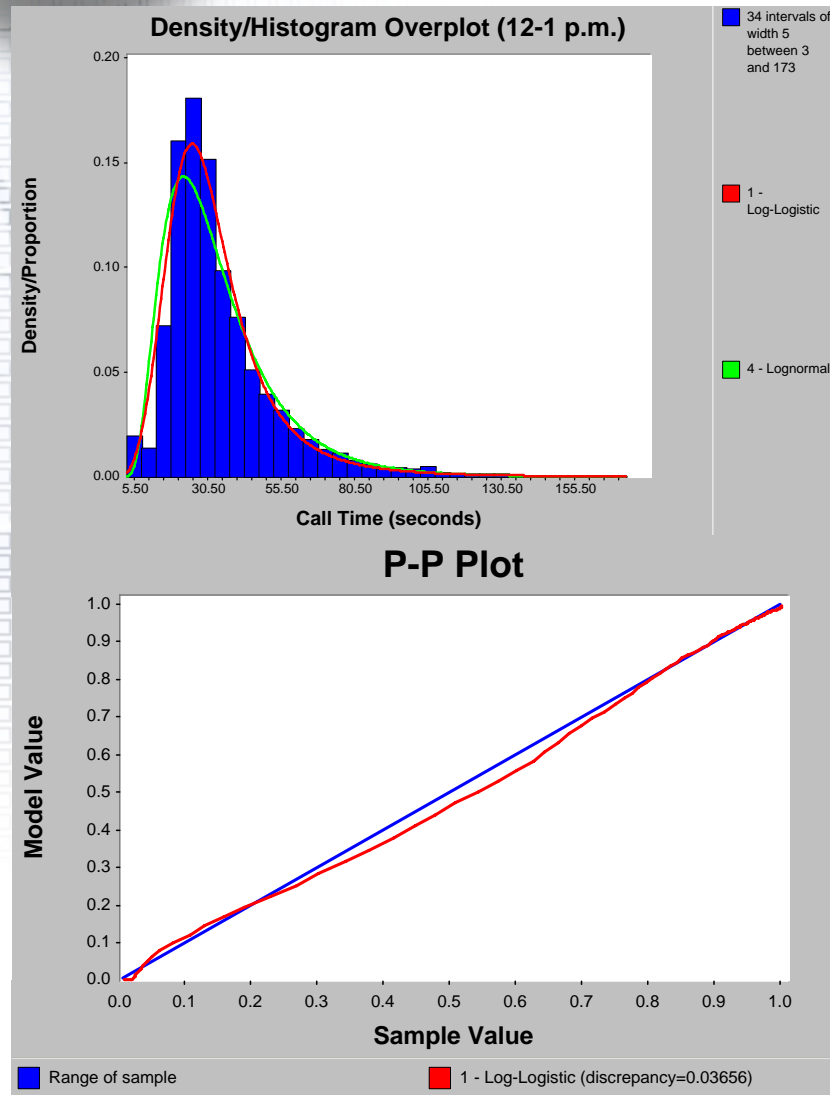 Density/Histogram Overplot (12-1 p.m.)
34 intervals of
width 5
between 3
and 173
1 -
Log-Logistic
4 - Lognormal
Density/Proportion
0.20
0.15
0.10
0.05
0.00
5.50 30.50 55.50 80.50 105.50 130.50 155.50
Call Time (seconds)
P-P Plot
Model Value
1.0
0.9
0.8
0.7
0.6
0.5
0.4
0.3
0.2
0.1
0.0
0.0 0.1 0.2 0.3 0.4 0.5 0.6 0.7 0.8 0.9 1.0
Sample Value
Range of sample
1 - Log-Logistic (discrepancy=0.03656)